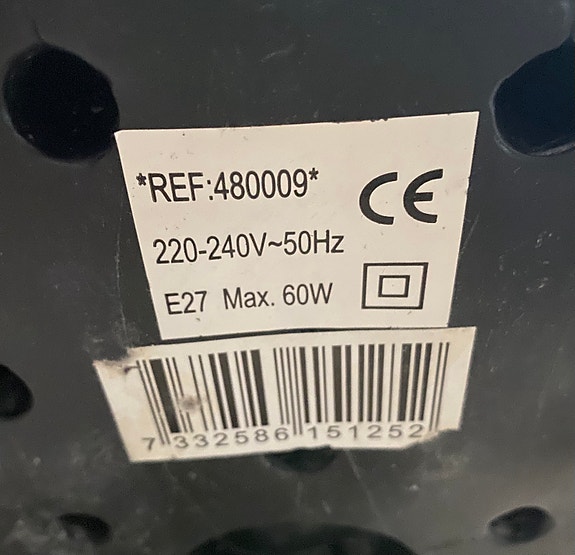 *REF:480009*
CE
220-240V~50Hz
E27 Max. 60W
7 332586 151252